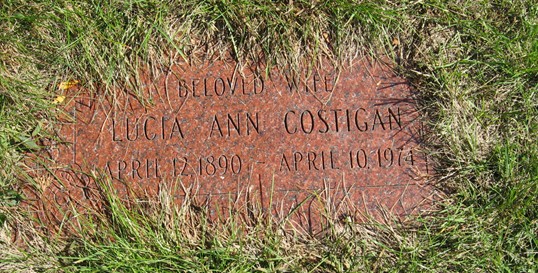 BELOVED WIFE
LUCIA ANN COSTIGAN
APRIL 12, 1890 - APRIL 10, 1974